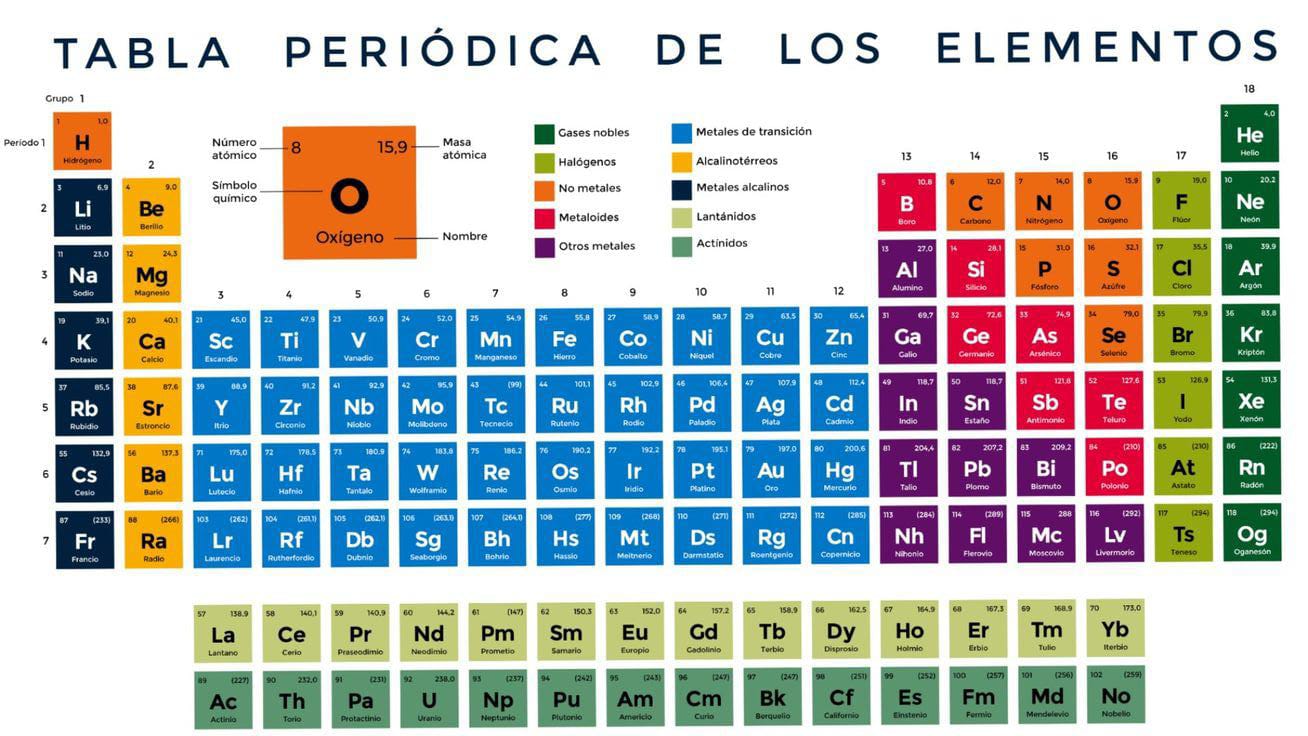 TABLA PERIÓDICA DE LOS ELEMENTOS
Grupo 1
18
Período 1
1 1,0
H
Hidrógeno
2 4,0
He
Helio
Número atómico
8 15,9
Masa atómica
Símbolo químico
O
Oxígeno
Nombre
Gases nobles
Halógenos
No metales
Metaloides
Otros metales
Metales de transición
Alcalinotérreos
Metales alcalinos
Lantánidos
Actínidos
2
13 14 15 16 17
2
3 6,9
Li
Litio
4 9,0
Be
Berilio
5 10,8
B
Boro
6 12,0
C
Carbono
7 14,0
N
Nitrógeno
8 15,9
O
Oxígeno
9 19,0
F
Flúor
10 20,2
Ne
Neón
3
11 23,0
Na
Sodio
12 24,3
Mg
Magnesio
13 27,0
Al
Alumino
14 28,1
Si
Silicio
15 31,0
P
Fósforo
16 32,1
S
Azúfre
17 35,5
Cl
Cloro
18 39,9
Ar
Argón
3 4 5 6 7 8 9 10 11 12
4
19 39,1
K
Potasio
20 40,1
Ca
Calcio
21 45,0
Sc
Escandio
22 47,9
Ti
Titanio
23 50,9
V
Vanadio
24 52,0
Cr
Cromo
25 54,9
Mn
Manganeso
26 55,8
Fe
Hierro
27 58,9
Co
Cobalto
28 58,7
Ni
Níquel
29 63,5
Cu
Cobre
30 65,4
Zn
Cinc
31 69,7
Ga
Galio
32 72,6
Ge
Germanio
33 74,9
As
Arsénico
34 79,0
Se
Selenio
35 79,9
Br
Bromo
36 83,8
Kr
Kriptón
5
37 85,5
Rb
Rubidio
38 87,6
Sr
Estroncio
39 88,9
Y
Itrio
40 91,2
Zr
Circonio
41 92,9
Nb
Niobio
42 95,9
Mo
Molibdeno
43 (99)
Tc
Tecnecio
44 101,1
Ru
Rutenio
45 102,9
Rh
Rodio
46 106,4
Pd
Paladio
47 107,9
Ag
Plata
48 112,4
Cd
Cadmio
49 118,7
In
Indio
50 118,7
Sn
Estaño
51 121,8
Sb
Antimonio
52 127,6
Te
Teluro
53 126,9
I
Yodo
54 131,3
Xe
Xenón
6
55 132,9
Cs
Cesio
56 137,3
Ba
Bario
71 175,0
Lu
Lutecio
72 178,5
Hf
Hafnio
73 180,9
Ta
Tantalo
74 183,8
W
Wolframio
75 186,2
Re
Renio
76 190,2
Os
Osmio
77 192,2
Ir
Iridio
78 195,1
Pt
Platino
79 197,0
Au
Oro
80 200,6
Hg
Mercurio
81 204,4
Tl
Talio
82 207,2
Pb
Plomo
83 209,2
Bi
Bismuto
84 (210)
Po
Polonio
85 (210)
At
Astato
86 (222)
Rn
Radón
7
87 (233)
Fr
Francio
88 (266)
Ra
Radio
103 (262)
Lr
Laurencio
104 (261,1)
Rf
Rutherfordio
105 (262,1)
Db
Dubnio
106 (263,1)
Sg
Seaborgio
107 (264,1)
Bh
Bohrio
108 (277)
Hs
Hassio
109 (268)
Mt
Meitnerio
110 (271)
Ds
Darmstatio
111 (272)
Rg
Roentgenio
112 (285)
Cn
Copernicio
113 (284)
Nh
Nihonio
114 (289)
Fl
Flerovio
115 288
Mc
Moscovio
116 (292)
Lv
Livermorio
117 (294)
Ts
Teneso
118 (294)
Og
Oganesón
57 138,9
La
Lantano
58 140,1
Ce
Cerio
59 140,9
Pr
Praseodimio
60 144,2
Nd
Neodimio
61 (147)
Pm
Prometio
62 150,3
Sm
Samario
63 152,0
Eu
Europio
64 157,2
Gd
Gadolinio
65 158,9
Tb
Terbio
66 162,5
Dy
Disprosio
67 164,9
Ho
Holmio
68 167,3
Er
Erbio
69 168,9
Tm
Tulio
70 173,0
Yb
Iterbio
89 (227)
Ac
Actinio
90 232,0
Th
Torio
91 (231)
Pa
Protactinio
92 238,0
U
Uranio
93 (237)
Np
Neptunio
94 (242)
Pu
Plutonio
95 (243)
Am
Americio
96 (247)
Cm
Curio
97 (247)
Bk
Berquelio
98 (251)
Cf
Californio
99 (252)
Es
Einstenio
100 (257)
Fm
Fermio
101 (256)
Md
Mendelevio
102 (259)
No
Nobelio